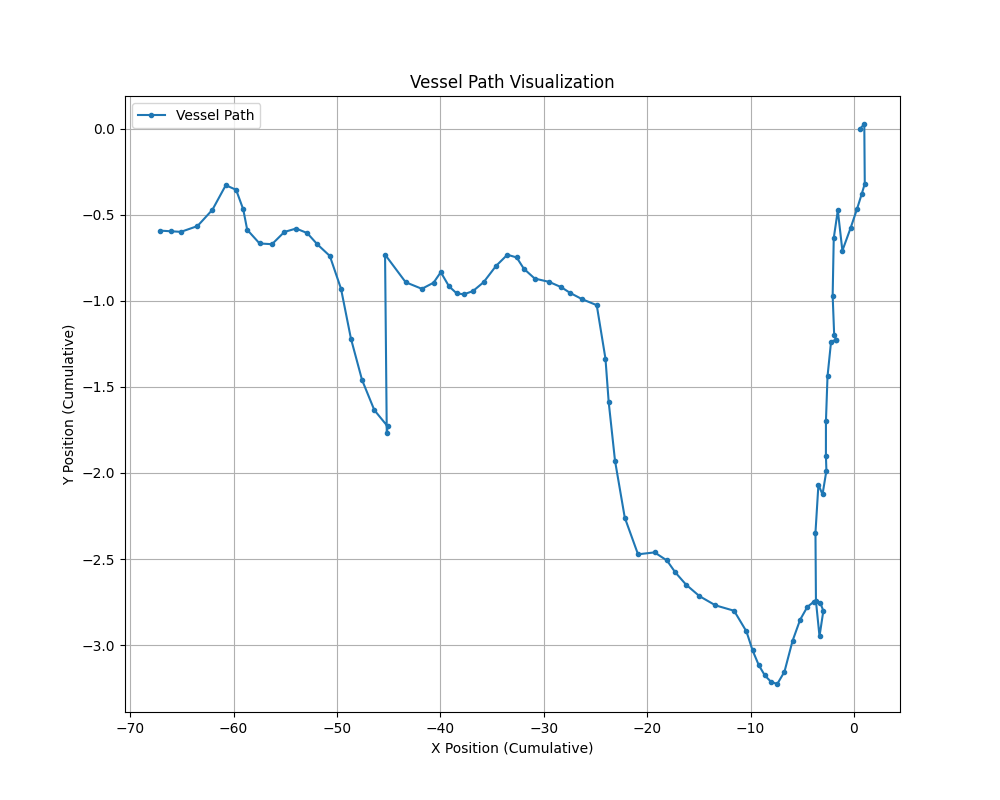 Vessel Path Visualization
Vessel Path
0.0
−0.5
−1.0
−1.5
−2.0
−2.5
−3.0
Y Position (Cumulative)
−70 −60 −50 −40 −30 −20 −10 0
X Position (Cumulative)